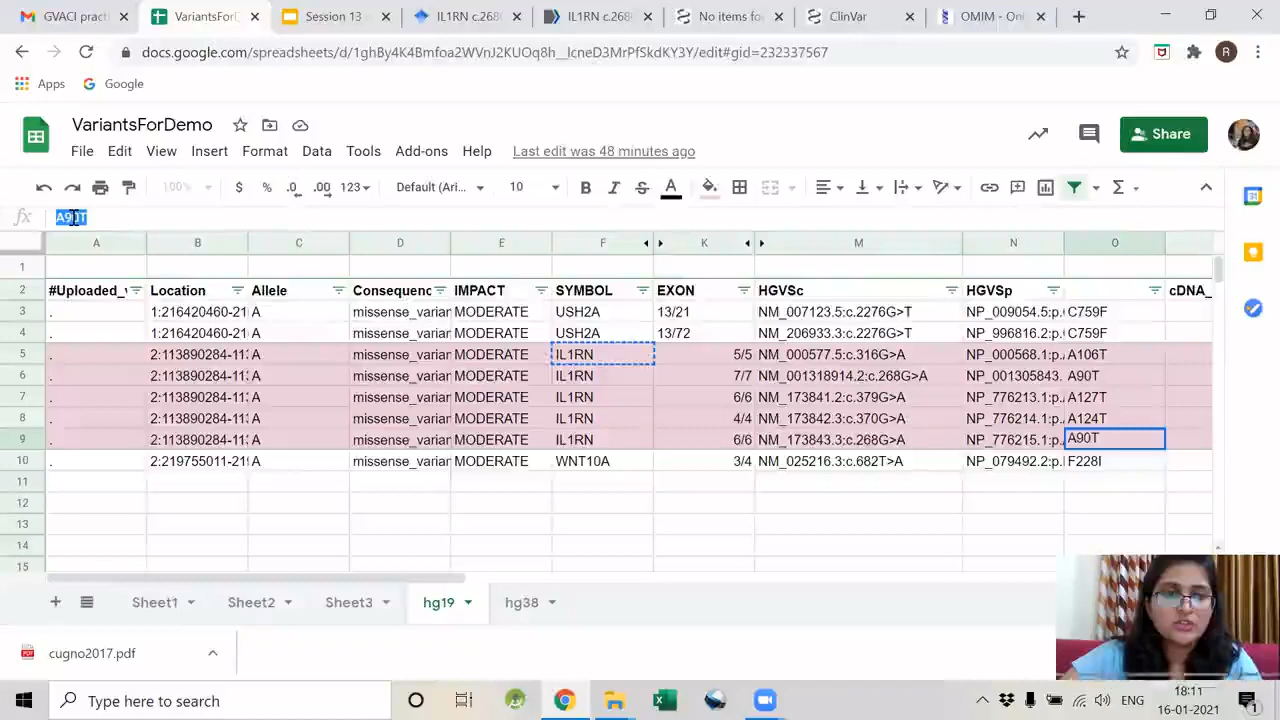 GVACI pract
VariantsForD
Session 13
IL1RN c.268
IL1RN c.268
No items fo
ClinVar
OMIM - Onl
docs.google.com/spreadsheets/d/1ghBy4K4Bmfoa2WVnJ2KUOq8h__lcneD3MrPfSkdKY3Y/edit#gid=232337567
R
Apps Google
VariantsForDemo
File Edit View Insert Format Data Tools Add-ons Help Last edit was 48 minutes ago
Share
100% $ % .0 .00 123 Default (Ari... 10 B I S A Σ
fx A90T
A B C D E F K M N O
1
2 #Uploaded_v Location Allele Consequenc IMPACT SYMBOL EXON HGVSc HGVSp cDNA_
3 . 1:216420460-21 A missense_varian MODERATE USH2A 13/21 NM_007123.5:c.2276G>T NP_009054.5:p. C759F
4 . 1:216420460-21 A missense_varian MODERATE USH2A 13/72 NM_206933.3:c.2276G>T NP_996816.2:p. C759F
5 . 2:113890284-113 A missense_varian MODERATE IL1RN 5/5 NM_000577.5:c.316G>A NP_000568.1:p. A106T
6 . 2:113890284-113 A missense_varian MODERATE IL1RN 7/7 NM_001318914.2:c.268G>A NP_001305843. A90T
7 . 2:113890284-113 A missense_varian MODERATE IL1RN 6/6 NM_173841.2:c.379G>A NP_776213.1:p. A127T
8 . 2:113890284-113 A missense_varian MODERATE IL1RN 4/4 NM_173842.3:c.370G>A NP_776214.1:p. A124T
9 . 2:113890284-113 A missense_varian MODERATE IL1RN 6/6 NM_173843.3:c.268G>A NP_776215.1:p. A90T
10 . 2:219755011-219 A missense_varian MODERATE WNT10A 3/4 NM_025216.3:c.682T>A NP_079492.2:p. F228I
11
12
13
14
15
Sheet1 Sheet2 Sheet3 hg19 hg38
cugno2017.pdf
Type here to search
ENG
18:11
16-01-2021
1